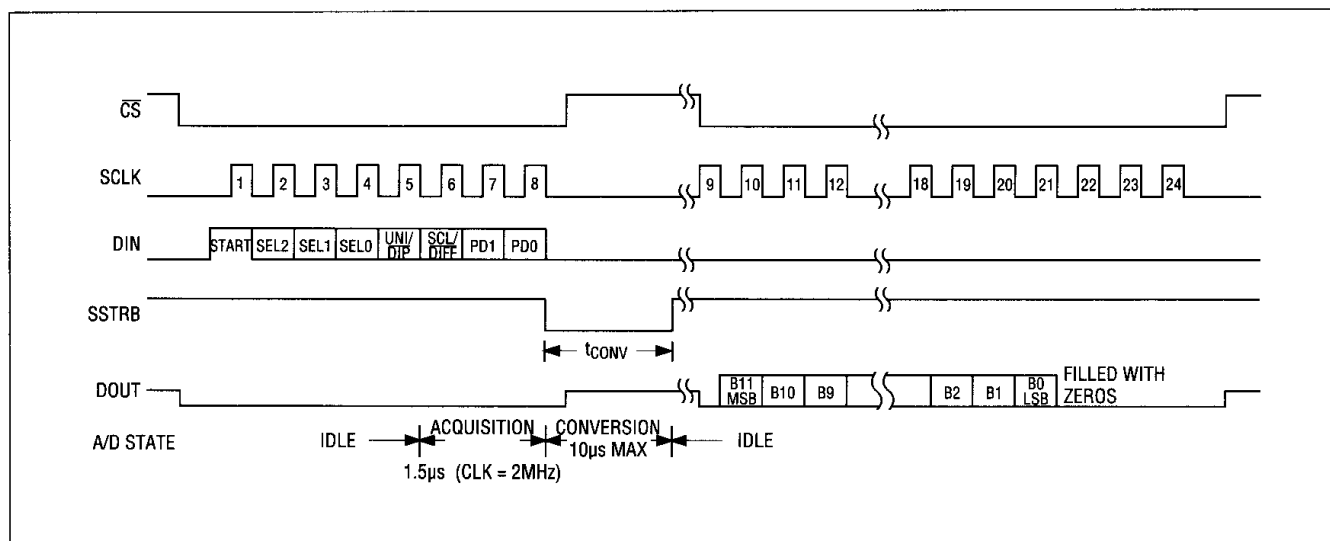 CS
SCLK 1 2 3 4 5 6 7 8 9 10 11 12 18 19 20 21 22 23 24
DIN START SEL2 SEL1 SEL0 UNI/ DIP SCL/ DIFF PD1 PD0
SSTRB
tCONV
DOUT B11 MSB B10 B9 B2 B1 B0 LSB FILLED WITH ZEROS
A/D STATE IDLE ACQUISITION CONVERSION 10µs MAX IDLE
1.5µs (CLK = 2MHz)